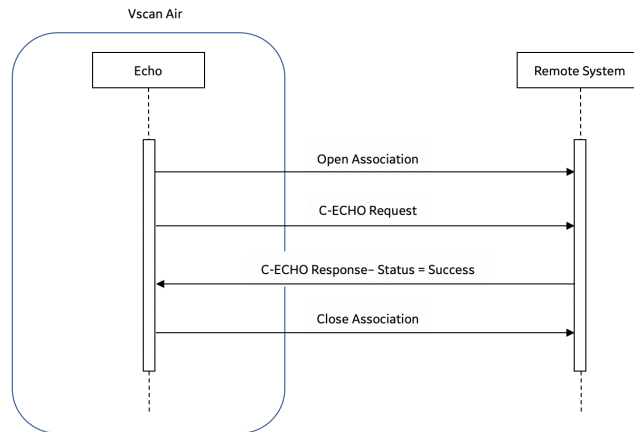 Vscan Air
Echo
Remote System
Open Association
C-ECHO Request
C-ECHO Response– Status = Success
Close Association